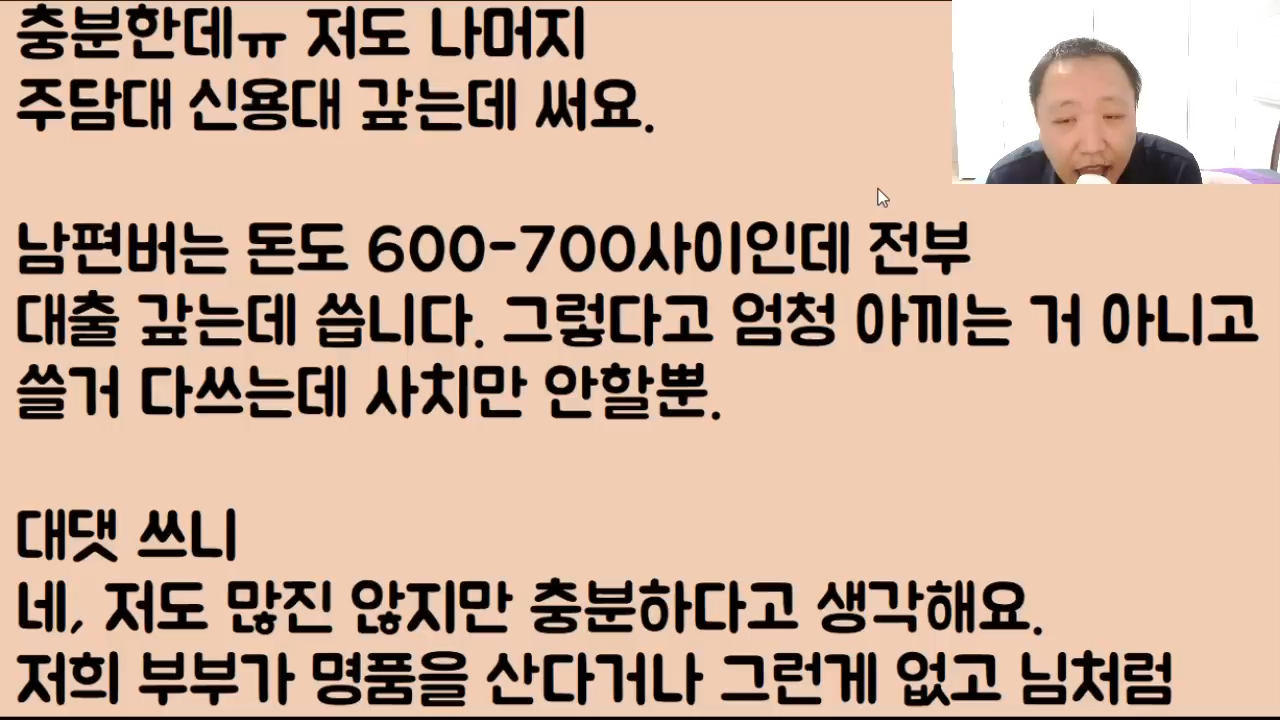 충분한데ㅠ 저도 나머지
주담대 신용대 갚는데 써요.
남편버는 돈도 600-700사이인데 전부
대출 갚는데 씁니다. 그렇다고 엄청 아끼는 거 아니고
쓸거 다쓰는데 사치만 안할뿐.
대댓 쓰니
네, 저도 많진 않지만 충분하다고 생각해요.
저희 부부가 명품을 산다거나 그런게 없고 님처럼